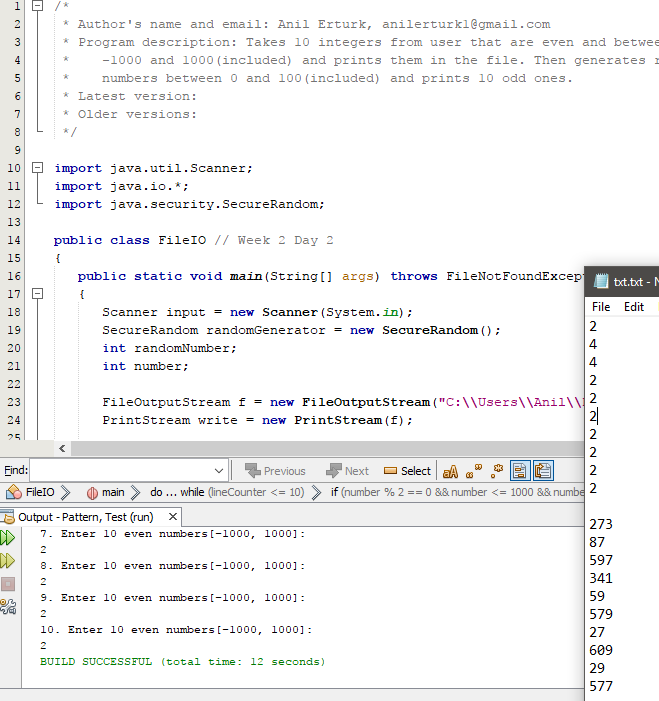 1 /*
2 * Author's name and email: Anil Erturk, anilerturk1@gmail.com
3 * Program description: Takes 10 integers from user that are even and betwee
4 * -1000 and 1000(included) and prints them in the file. Then generates r
5 * numbers between 0 and 100(included) and prints 10 odd ones.
6 * Latest version:
7 * Older versions:
8 */
9
10 import java.util.Scanner;
11 import java.io.*;
12 import java.security.SecureRandom;
13
14 public class FileIO // Week 2 Day 2
15 {
16 public static void main(String[] args) throws FileNotFoundExcept
17 {
18 Scanner input = new Scanner(System.in);
19 SecureRandom randomGenerator = new SecureRandom();
20 int randomNumber;
21 int number;
22
23 FileOutputStream f = new FileOutputStream("C:\\Users\\Anil\\
24 PrintStream write = new PrintStream(f);
25
Find:
Previous Next Select
FileIO main do ... while (lineCounter <= 10) if (number % 2 == 0 && number <= 1000 && numbe
Output - Pattern, Test (run)
7. Enter 10 even numbers[-1000, 1000]:
2
8. Enter 10 even numbers[-1000, 1000]:
2
9. Enter 10 even numbers[-1000, 1000]:
2
10. Enter 10 even numbers[-1000, 1000]:
2
BUILD SUCCESSFUL (total time: 12 seconds)
txt.txt - N
File Edit
2
4
4
2
2
2
2
2
2
2
273
87
597
341
59
579
27
609
29
577